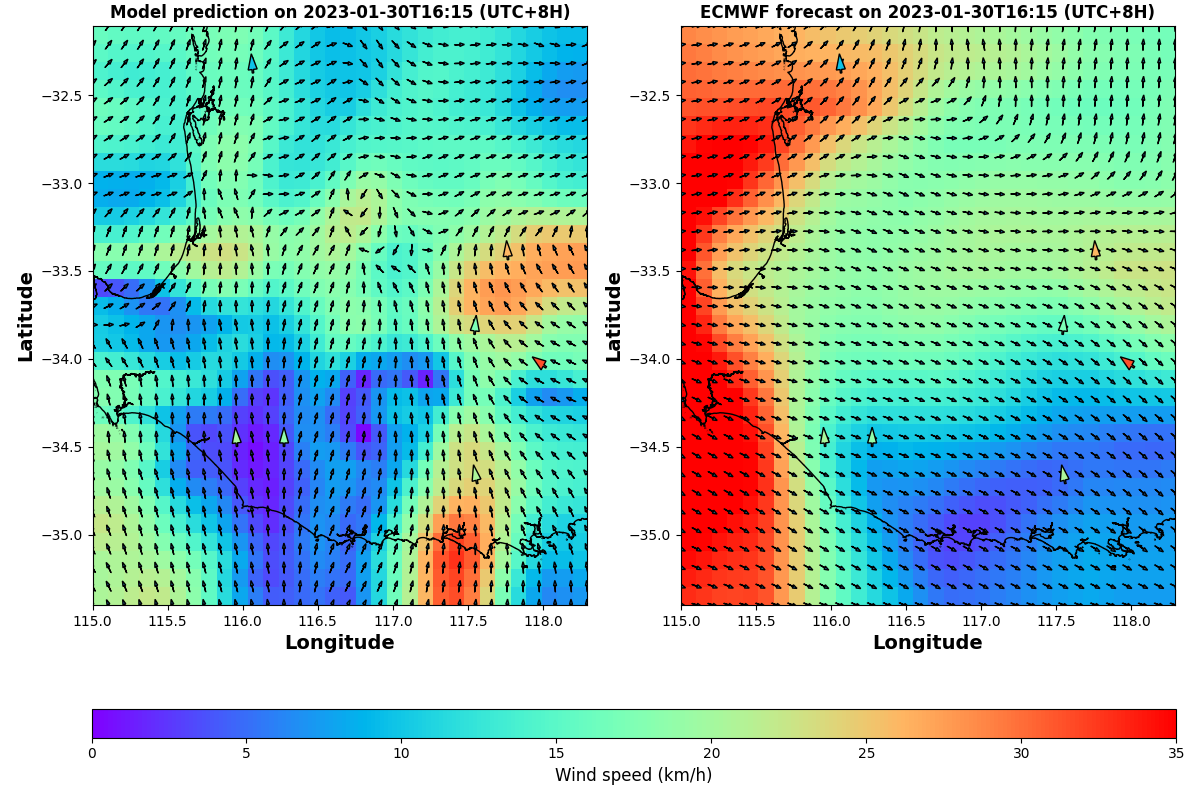 Model prediction on 2023-01-30T16:15 (UTC+8H)
ECMWF forecast on 2023-01-30T16:15 (UTC+8H)
−32.5
−33.0
−33.5
−34.0
−34.5
−35.0
Latitude
115.0 115.5 116.0 116.5 117.0 117.5 118.0
Longitude
−32.5
−33.0
−33.5
−34.0
−34.5
−35.0
Latitude
115.0 115.5 116.0 116.5 117.0 117.5 118.0
Longitude
0 5 10 15 20 25 30 35
Wind speed (km/h)